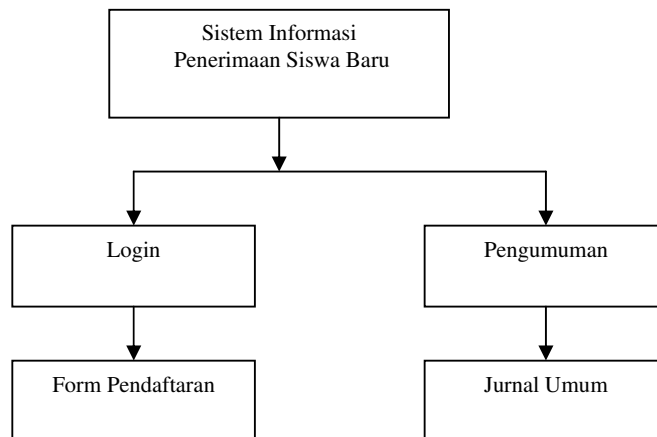 Sistem Informasi
Penerimaan Siswa Baru
Login
Pengumuman
Form Pendaftaran
Jurnal Umum